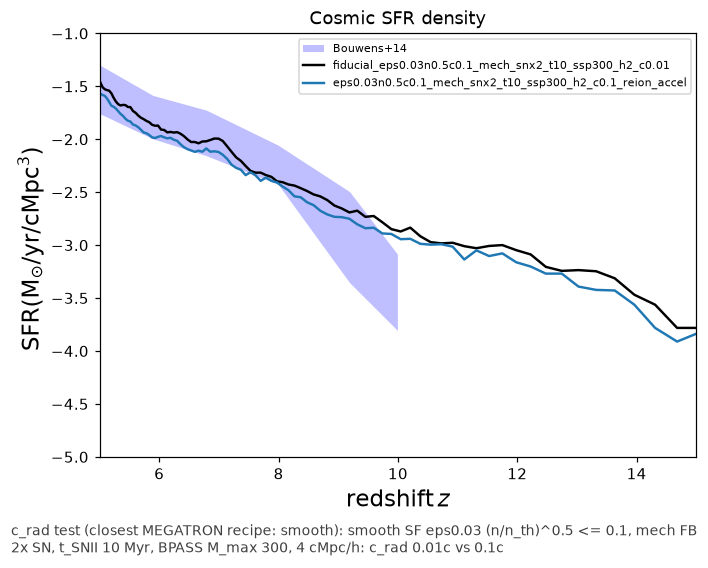 Cosmic SFR density
Bouwens+14
fiducial_eps0.03n0.5c0.1_mech_snx2_t10_ssp300_h2_c0.01
eps0.03n0.5c0.1_mech_snx2_t10_ssp300_h2_c0.1_reion_accel
−1.0
−1.5
−2.0
−2.5
−3.0
−3.5
−4.0
−4.5
−5.0
SFR(M⊙/yr/cMpc³)
6 8 10 12 14
redshift z
c_rad test (closest MEGATRON recipe: smooth): smooth SF eps0.03 (n/n_th)^0.5 <= 0.1, mech FB
2x SN, t_SNII 10 Myr, BPASS M_max 300, 4 cMpc/h: c_rad 0.01c vs 0.1c